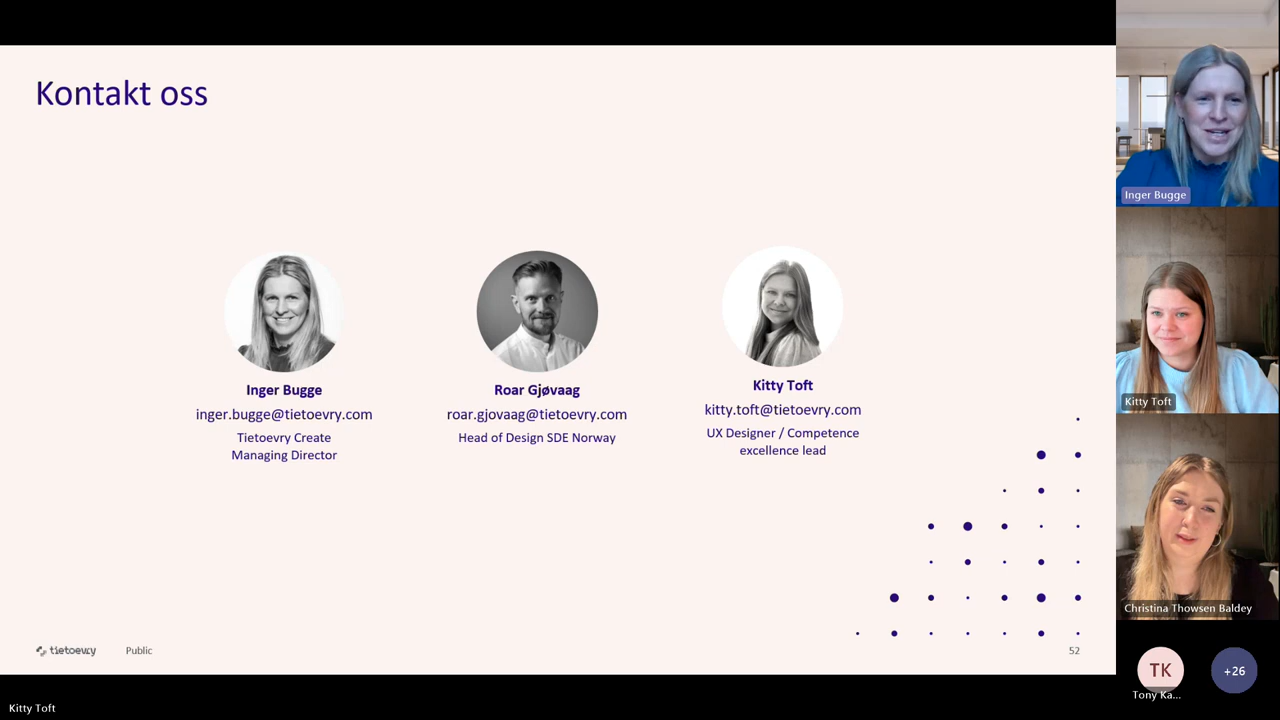 Kontakt oss
Inger Bugge
inger.bugge@tietoevry.com
Tietoevry Create
Managing Director
Roar Gjøvaag
roar.gjovaag@tietoevry.com
Head of Design SDE Norway
Kitty Toft
kitty.toft@tietoevry.com
UX Designer / Competence
excellence lead
tietoevry
Public
52
Kitty Toft
Inger Bugge
Kitty Toft
Christina Thowsen Baldey
TK
Tony Ka...
+26